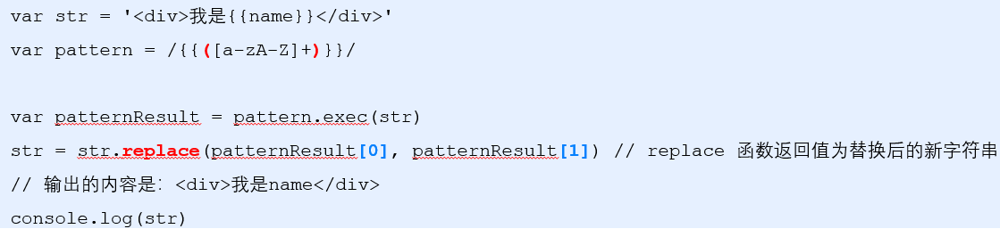 var str = '<div>我是{{name}}</div>'
var pattern = /{{([a-zA-Z]+)}}/
var patternResult = pattern.exec(str)
str = str.replace(patternResult[0], patternResult[1]) // replace 函数返回值为替换后的新字符串
// 输出的内容是：<div>我是name</div>
console.log(str)